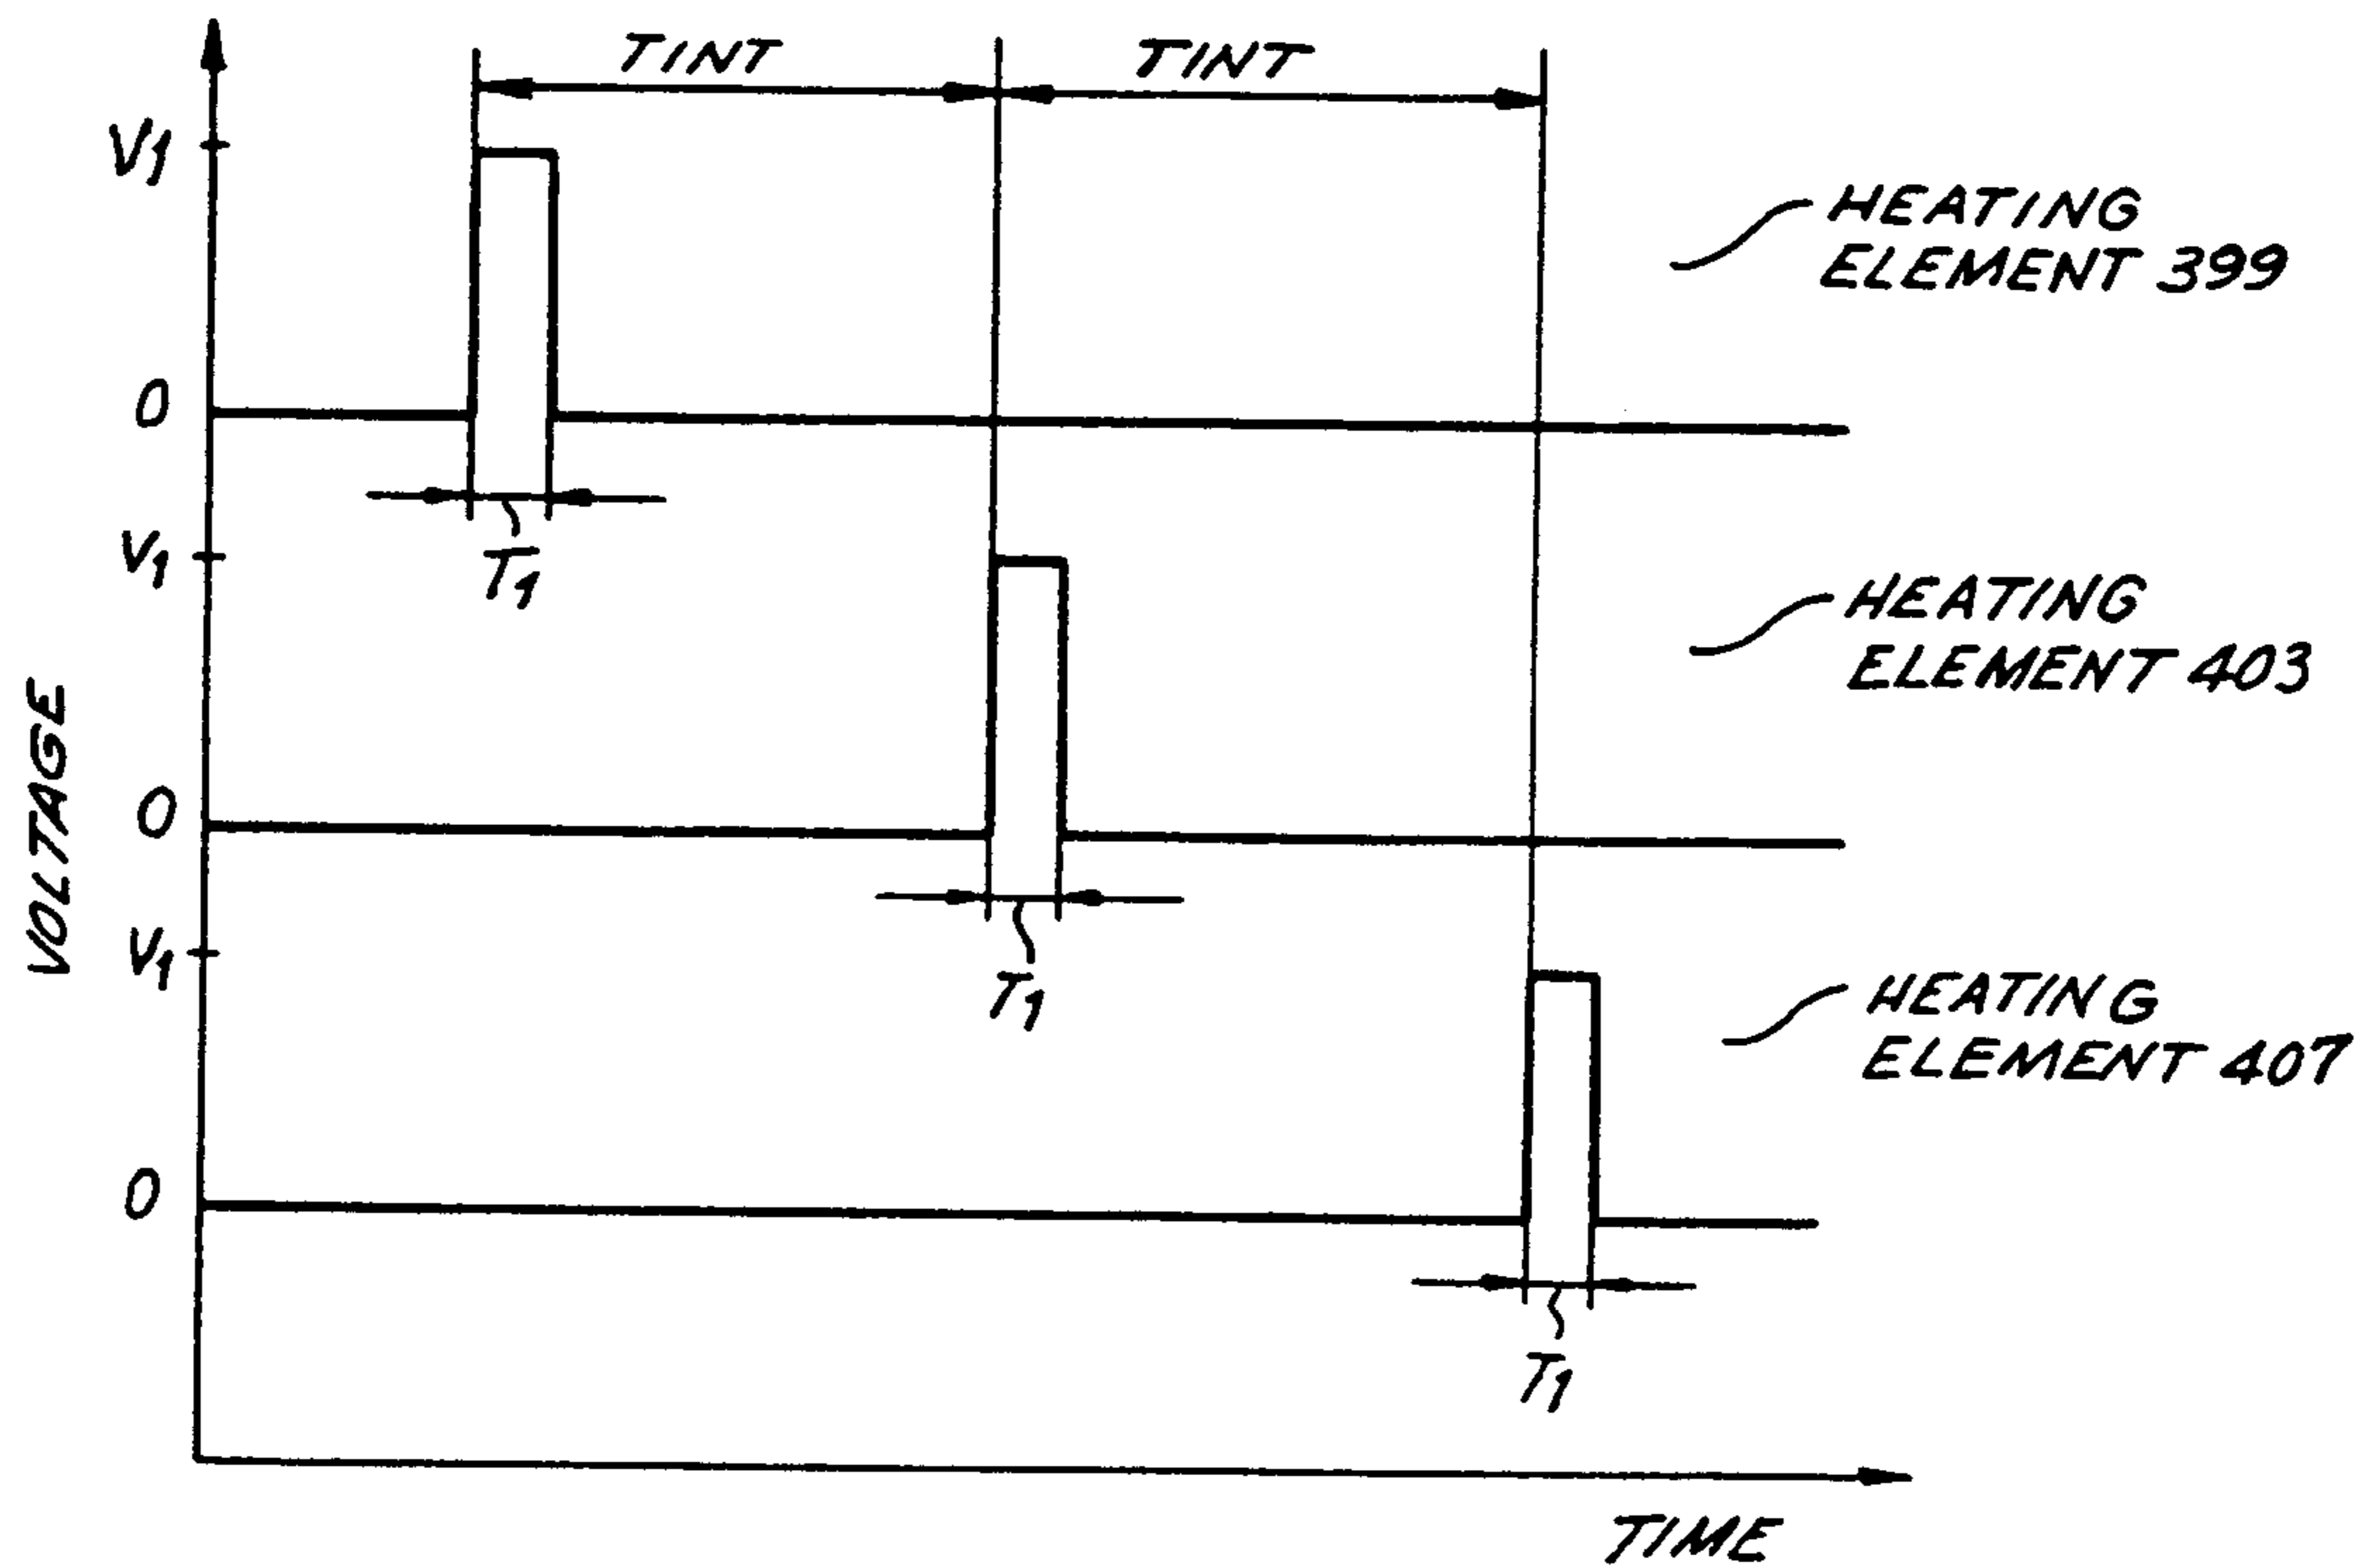 TINT TINT
V1
HEATING
ELEMENT 399
0
T1
V1
HEATING
ELEMENT 403
VOLTAGE
0
T1
V1
HEATING
ELEMENT 407
0
T1
TIME